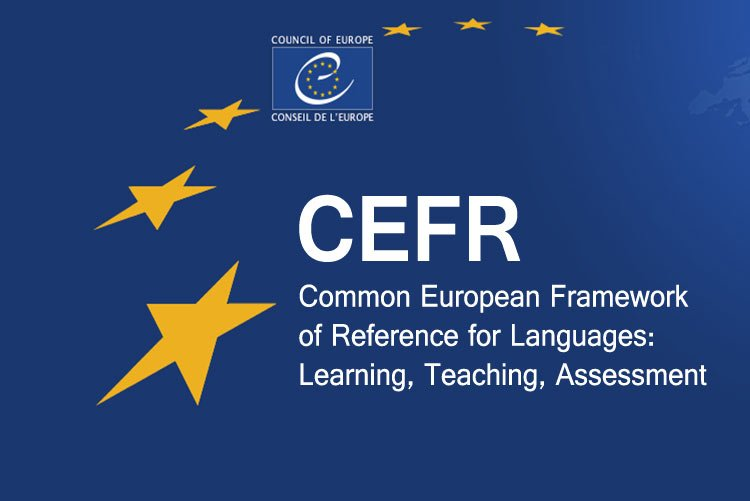 COUNCIL OF EUROPE
CONSEIL DE L'EUROPE
CEFR
Common European Framework
of Reference for Languages:
Learning, Teaching, Assessment